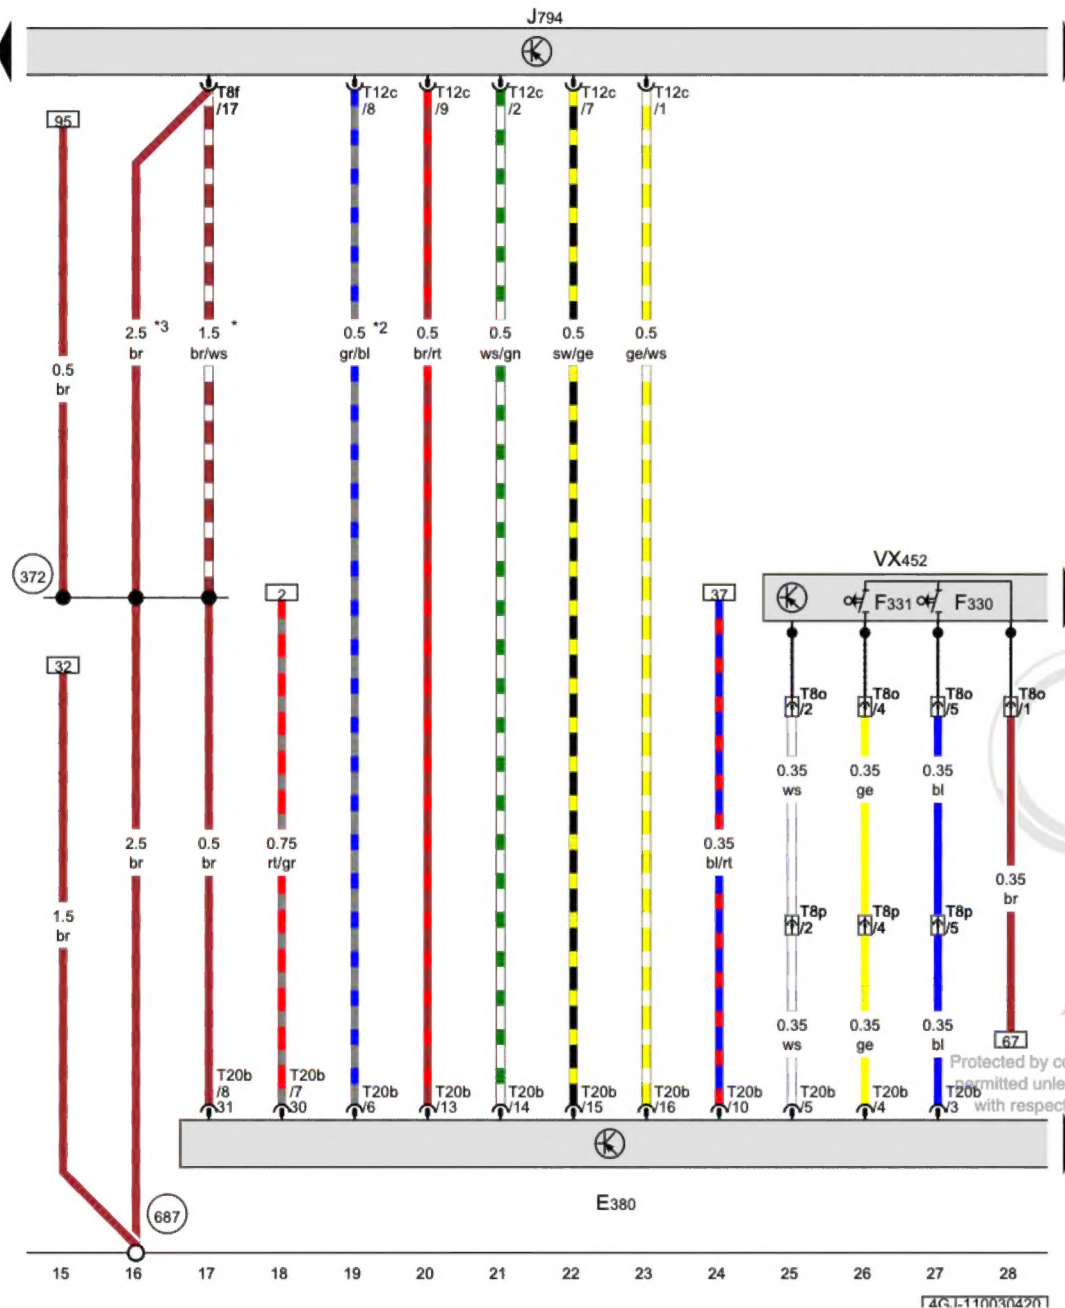 J794
T8f T12c T12c T12c T12c T12c
/17 /8 /9 /2 /7 /1
95
2.5 *3 1.5 * 0.5 *2 0.5 0.5 0.5 0.5
br br/ws gr/bl br/rt ws/gn sw/ge ge/ws
0.5
br
VX452
372
2 37 F331 F330
32
T8o T8o T8o T8o
/2 /4 /5 /1
0.35 0.35 0.35
ws ge bl
2.5 0.5 0.75 0.35
br br rt/gr bl/rt
0.35
br
1.5 T8p T8p T8p
br /2 /4 /5
0.35 0.35 0.35
ws ge bl
67
Protected by co
T20b T20b
/8 /7
31 30
permitted unle
T20b T20b T20b T20b T20b T20b T20b T20b T20b
/6 /13 /14 /15 /16 /10 /5 /4 /3
with respect
E380
687
15 16 17 18 19 20 21 22 23 24 25 26 27 28
4GJ-110030420